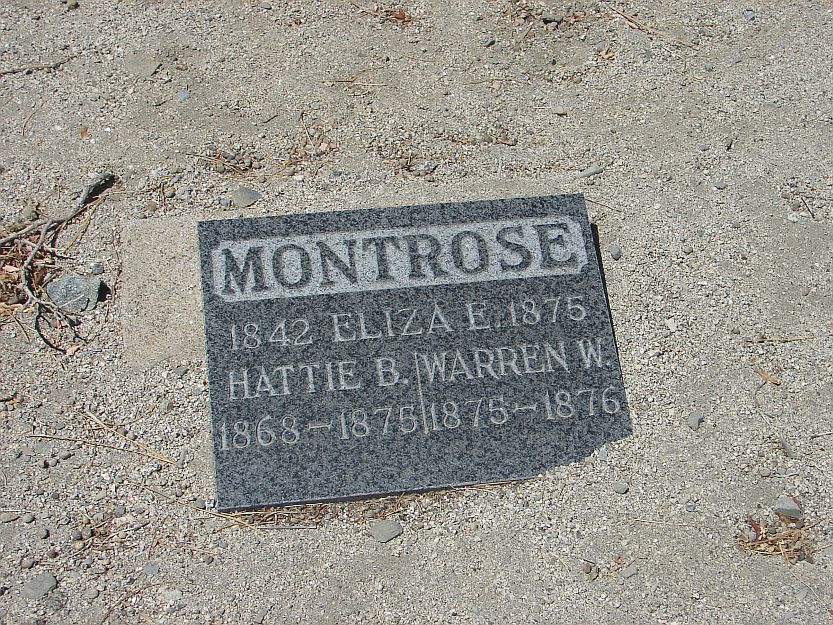 MONTROSE
1842 ELIZA E. 1875
HATTIE B. WARREN W.
1868-1875 1875-1876